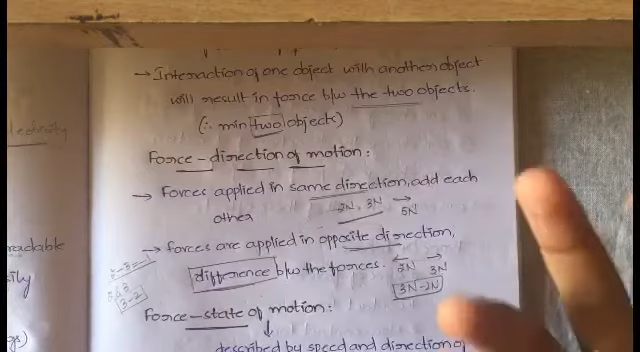 → Interaction of one object with another object
will result in force b/w the two objects.
(∴ min two object)
Force - direction of motion:
→ Forces applied in same direction, add each
other 2N, 3N → 5N
→ forces are applied in opposite direction,
difference b/w the forces. ← 2N → 3N
3N-2N
Force - state of motion:
described by speed and direction of
readable